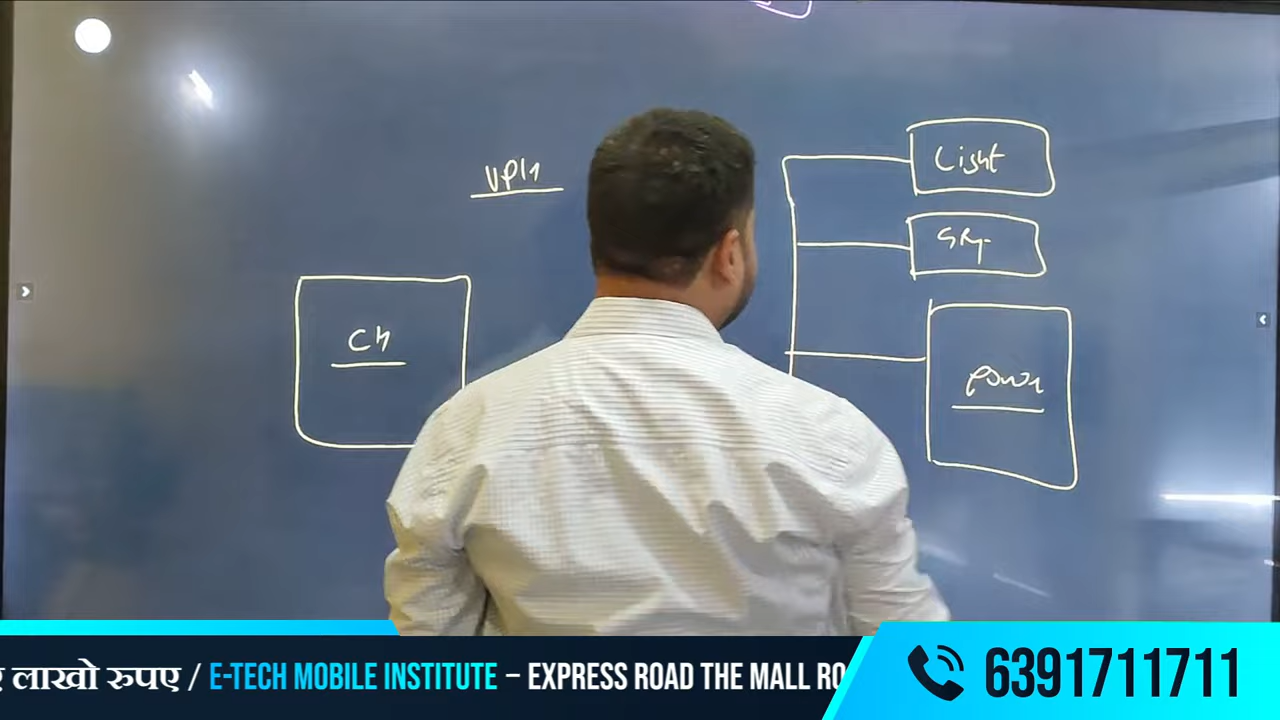 VPH
Light
CH
Power
ए लाखो रुपए / E-TECH MOBILE INSTITUTE – EXPRESS ROAD THE MALL RO
6391711711